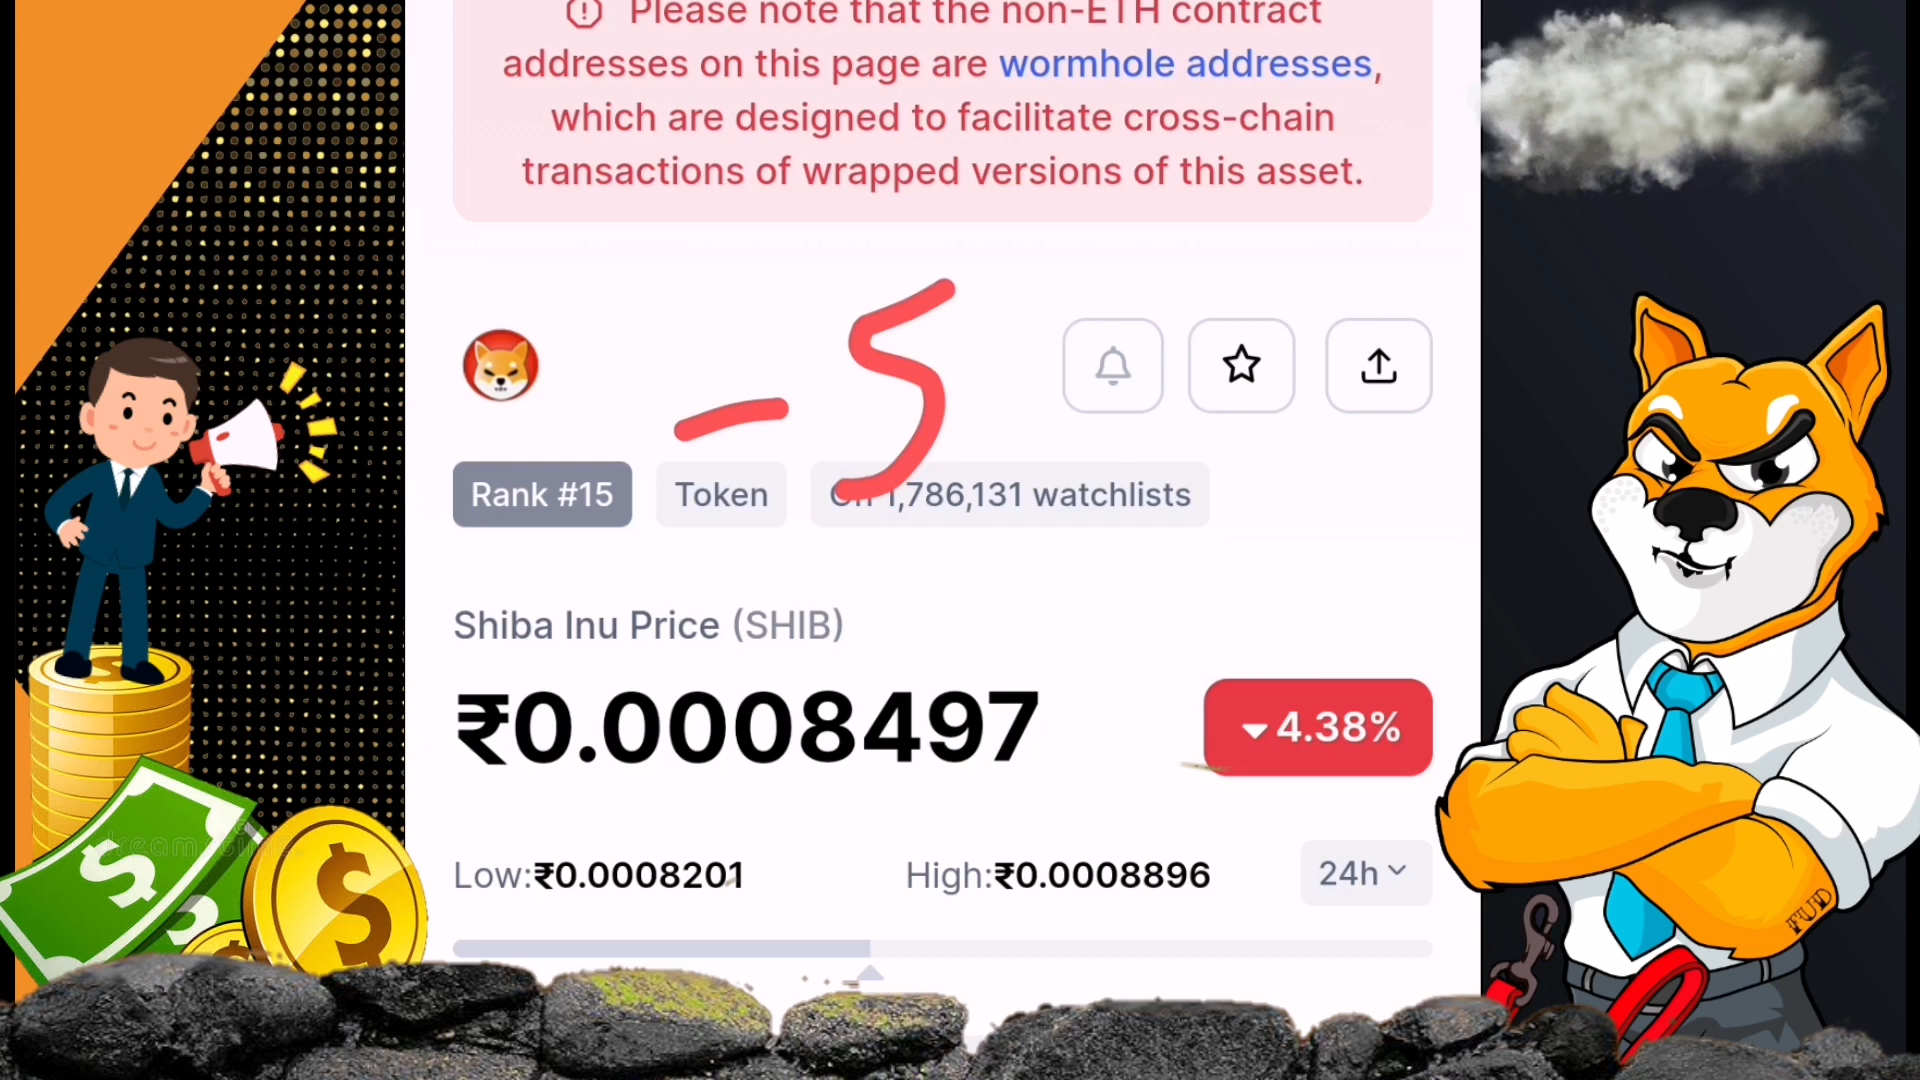 Please note that the non-ETH contract
addresses on this page are wormhole addresses,
which are designed to facilitate cross-chain
transactions of wrapped versions of this asset.
-5
Rank #15
Token
On 1,786,131 watchlists
Shiba Inu Price (SHIB)
₹0.0008497
4.38%
Low:₹0.0008201
High:₹0.0008896
24h
$
$
FUD